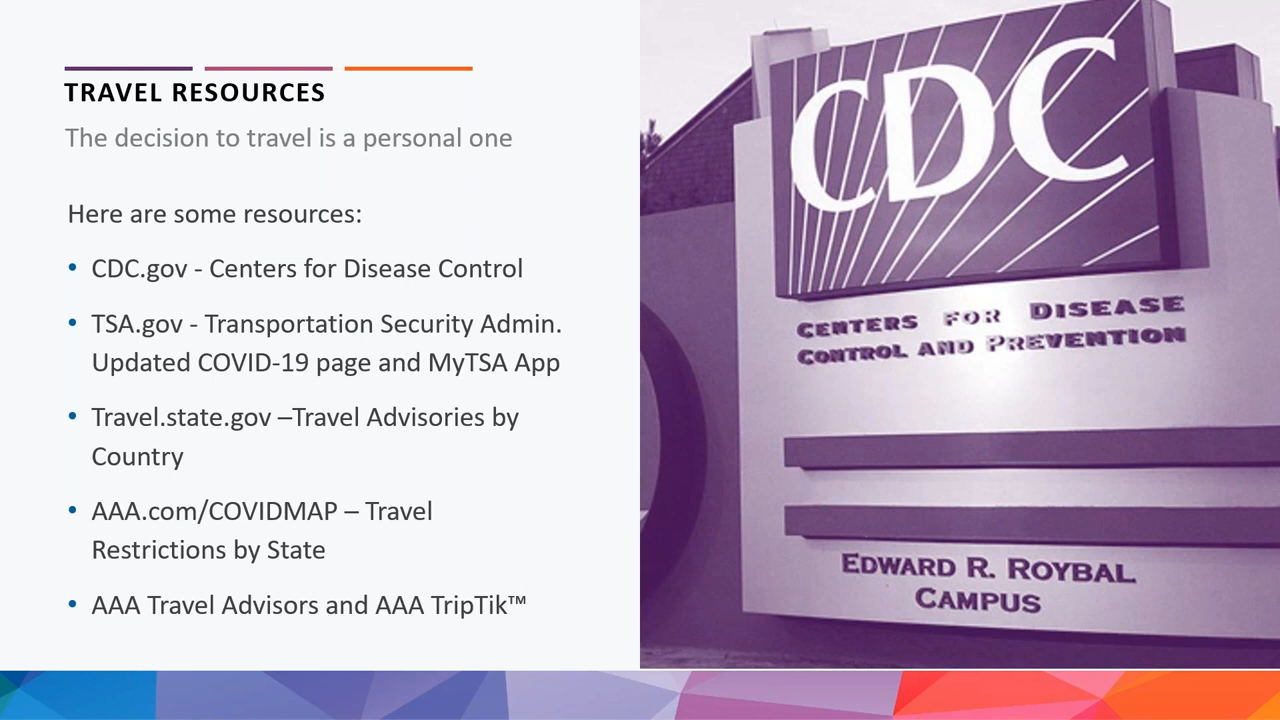 TRAVEL RESOURCES
The decision to travel is a personal one
Here are some resources:
• CDC.gov - Centers for Disease Control
• TSA.gov - Transportation Security Admin.
Updated COVID-19 page and MyTSA App
• Travel.state.gov –Travel Advisories by
Country
• AAA.com/COVIDMAP – Travel
Restrictions by State
• AAA Travel Advisors and AAA TripTik™
CDC
CENTERS FOR DISEASE
CONTROL AND PREVENTION
EDWARD R. ROYBAL
CAMPUS